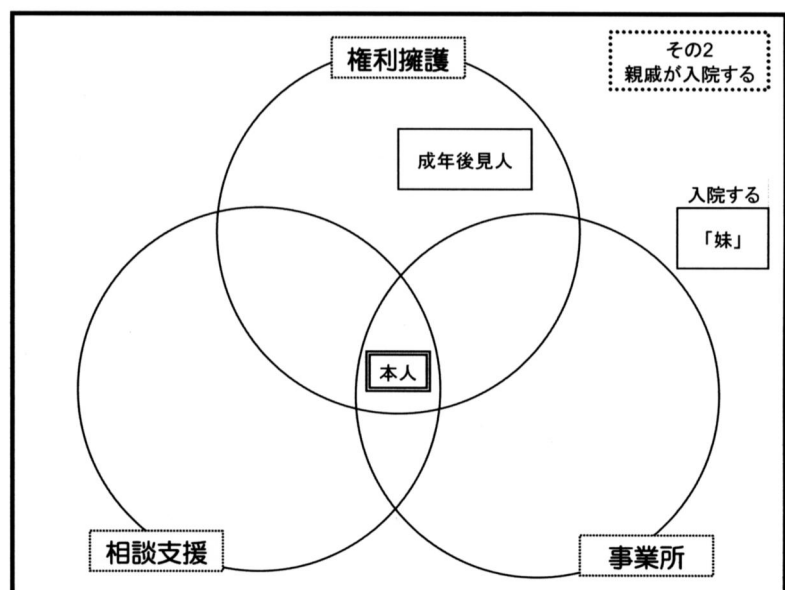 権利擁護
その2
親戚が入院する
成年後見人
入院する
「妹」
本人
相談支援
事業所